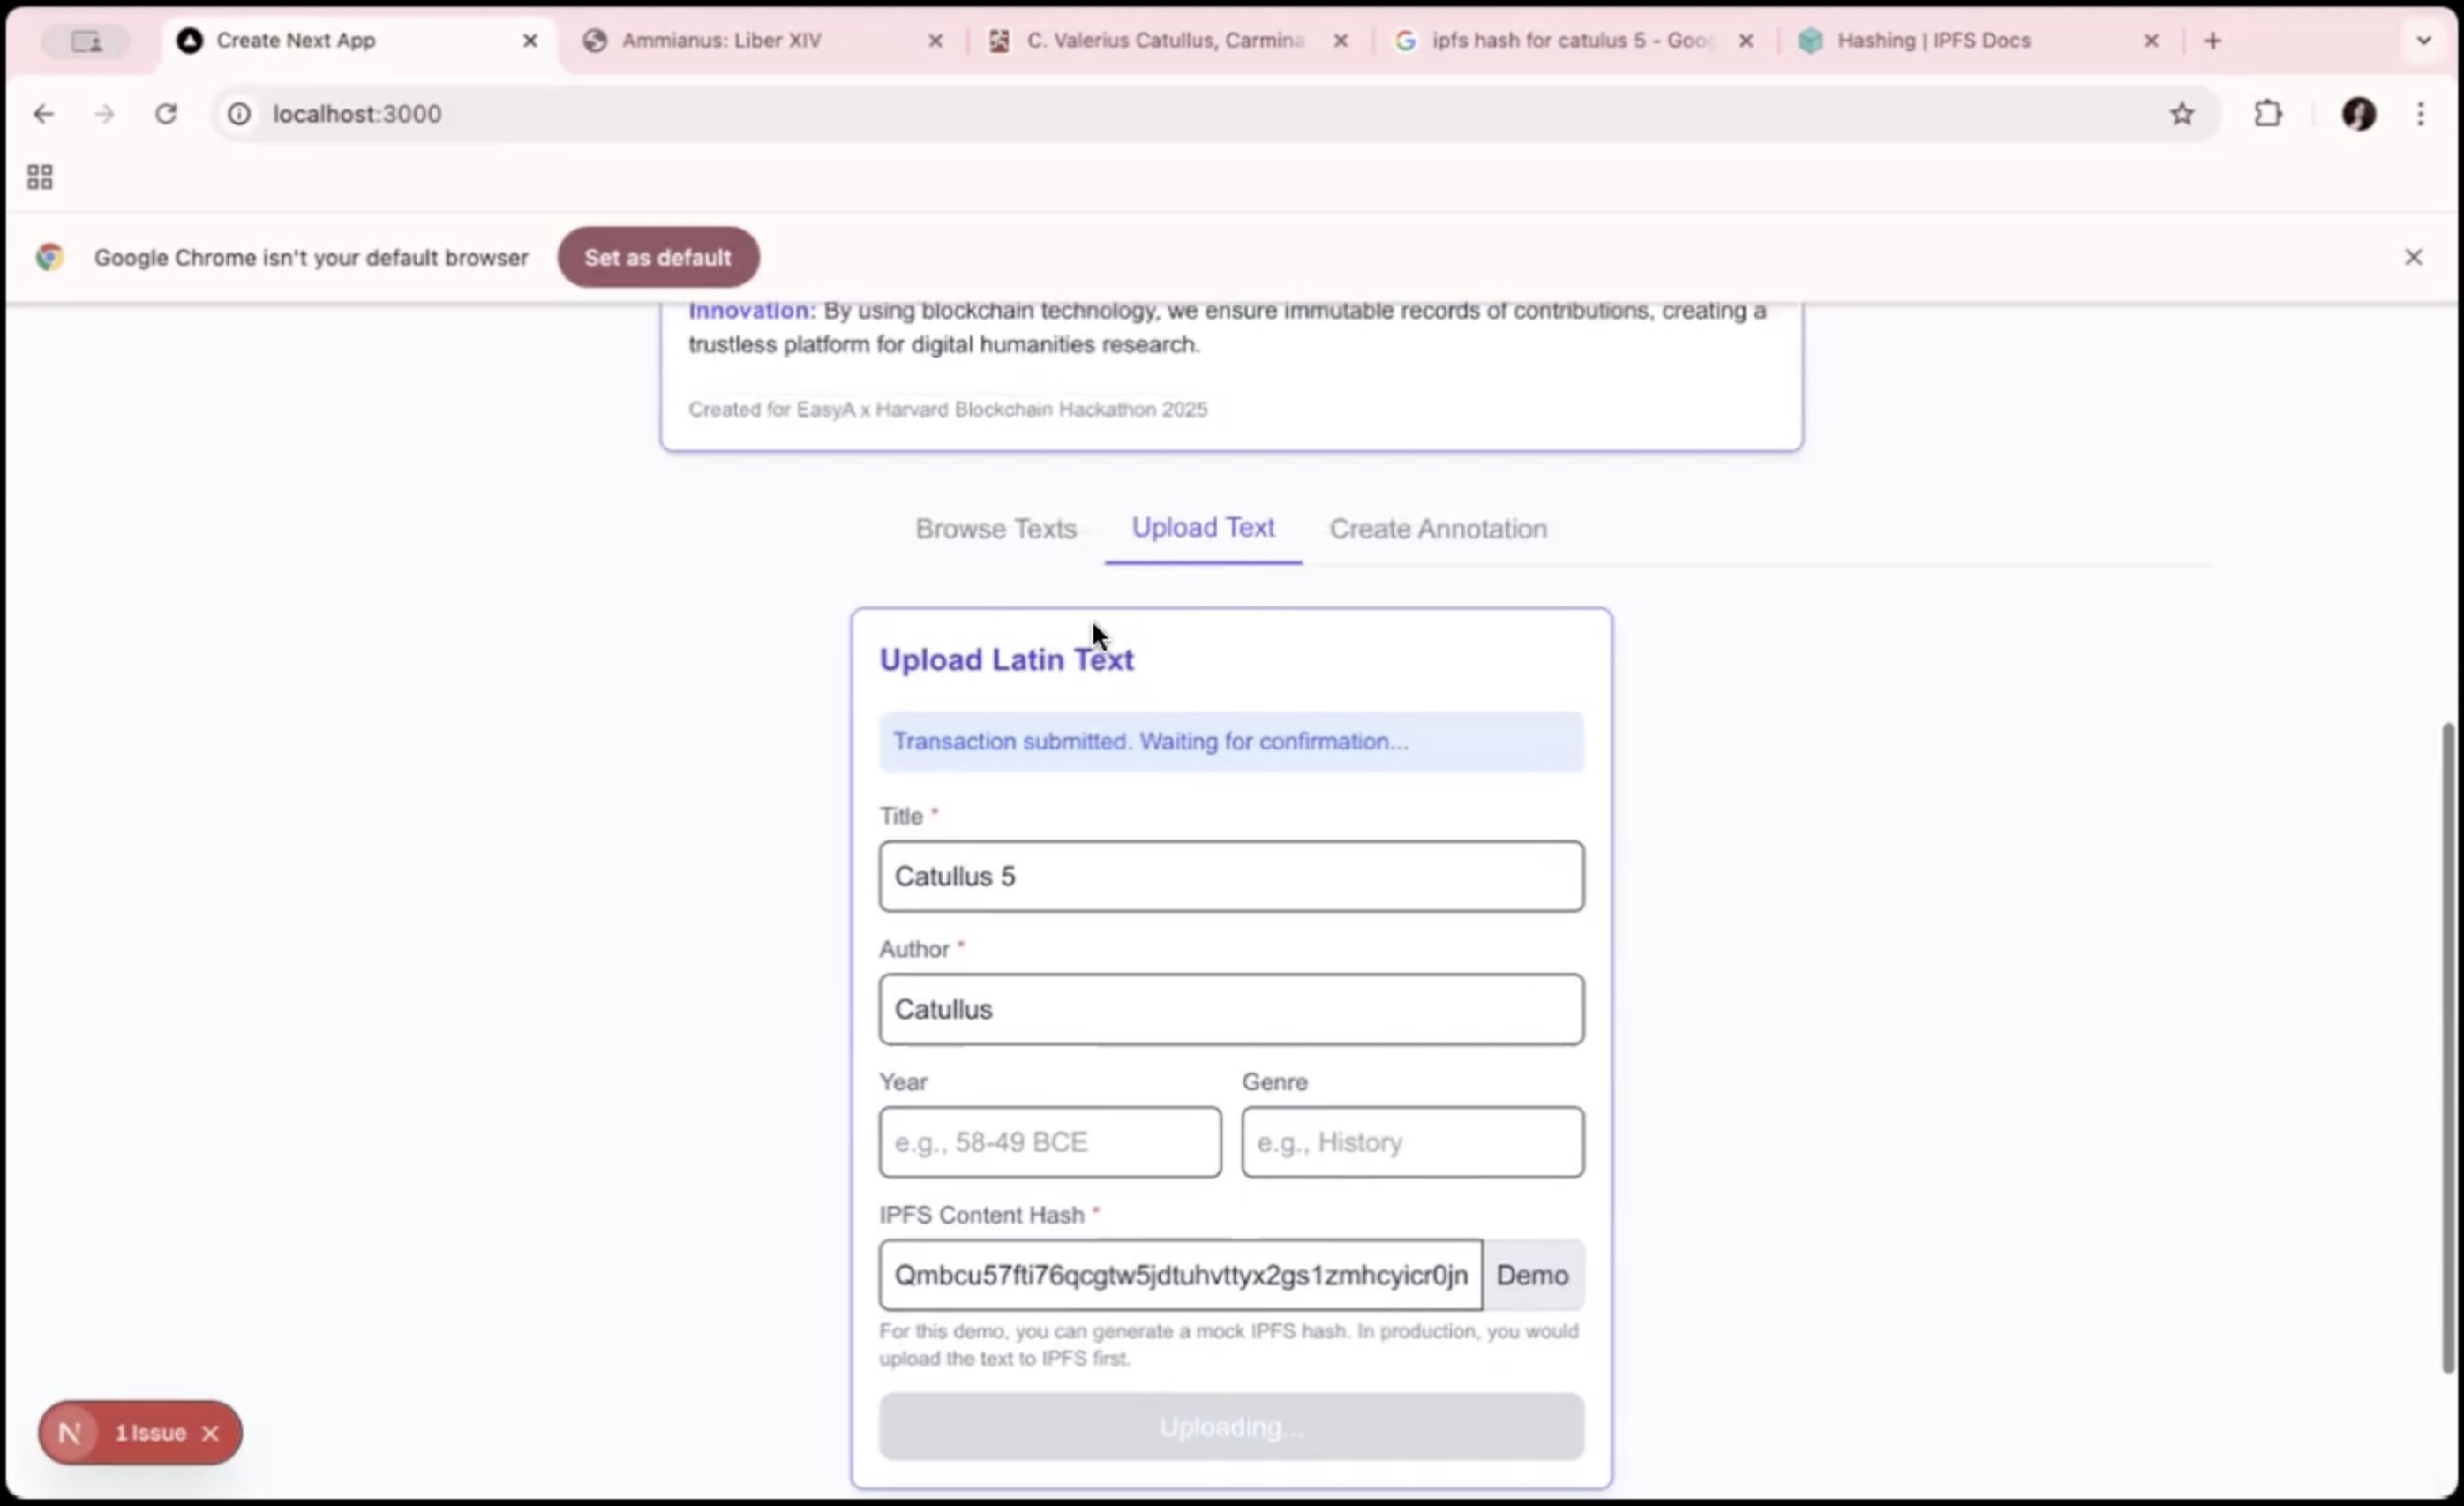 Create Next App
Ammianus: Liber XIV
C. Valerius Catullus, Carmina
ipfs hash for catulus 5 - Goog
Hashing | IPFS Docs
localhost:3000
Google Chrome isn't your default browser
Set as default
Innovation: By using blockchain technology, we ensure immutable records of contributions, creating a
trustless platform for digital humanities research.
Created for EasyA x Harvard Blockchain Hackathon 2025
Browse Texts
Upload Text
Create Annotation
Upload Latin Text
Transaction submitted. Waiting for confirmation...
Title *
Catullus 5
Author *
Catullus
Year
Genre
e.g., 58-49 BCE
e.g., History
IPFS Content Hash *
Qmbcu57fti76qcgtw5jdtuhvttyx2gs1zmhcyicr0jn
Demo
For this demo, you can generate a mock IPFS hash. In production, you would
upload the text to IPFS first.
Uploading...
N
1 Issue